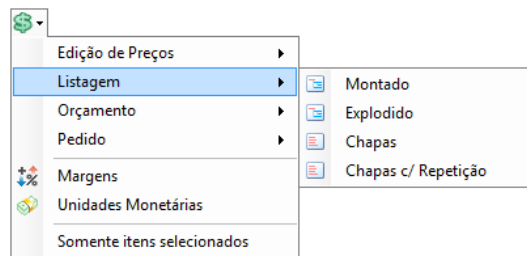 Edição de Preços
Listagem
Orçamento
Pedido
Margens
Unidades Monetárias
Somente itens selecionados
Montado
Explodido
Chapas
Chapas c/ Repetição